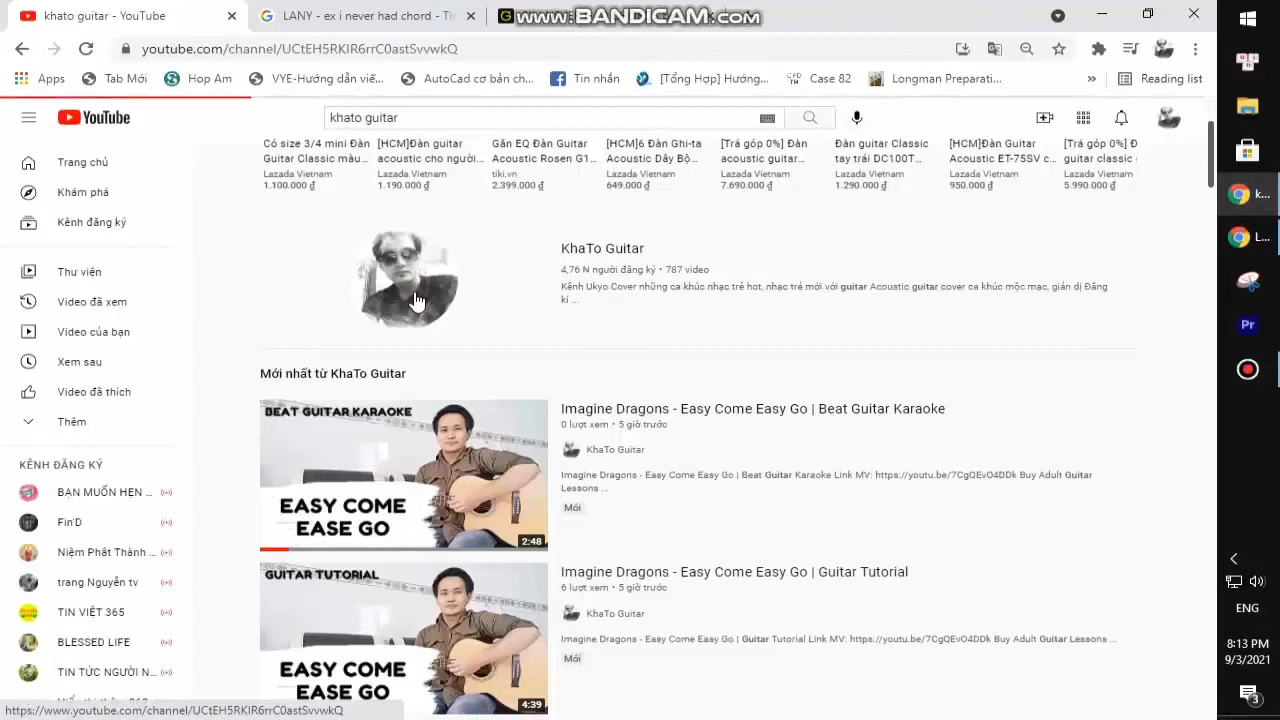 khato guitar - YouTube
LANY - ex i never had chord - Ti
www.BANDICAM.com
youtube.com/channel/UCtEH5RKIR6rrC0astSvvwkQ
Apps
Tab Mới
Hop Am
VYE-Hướng dẫn viế...
AutoCad cơ bản ch...
Tin nhắn
[Tổng Hợp] Hướng...
Case 82
Longman Preparati...
»
Reading list
YouTube
khato guitar
Có size 3/4 mini Đàn
Guitar Classic màu...
Lazada Vietnam
1.100.000 ₫
[HCM]Đàn guitar
acoustic cho người...
Lazada Vietnam
1.190.000 ₫
Gắn EQ Đàn Guitar
Acoustic Rosen G1...
tiki.vn
2.399.000 ₫
[HCM]6 Dây Ghi-ta
Acoustic Dây Bộ...
Lazada Vietnam
649.000 ₫
[Trả góp 0%] Đàn
acoustic guitar...
Lazada Vietnam
7.690.000 ₫
Đàn guitar Classic
tay trái DC100T...
Lazada Vietnam
1.290.000 ₫
[HCM]Đàn Guitar
Acoustic ET-75SV c...
Lazada Vietnam
950.000 ₫
[Trả góp 0%] Đàn
guitar classic
Lazada Vietnam
5.990.000 ₫
Trang chủ
Khám phá
Kênh đăng ký
Thư viện
Video đã xem
Video của bạn
Xem sau
Video đã thích
Thêm
KÊNH ĐĂNG KÝ
BẠN MUỐN HẸN ...
Fin'D
Niệm Phật Thành ...
trang Nguyễn tv
TIN VIỆT 365
BLESSED LIFE
TIN TỨC NGƯỜI N...
KhaTo Guitar
4,76 N người đăng ký • 787 video
Kênh Ukyo Cover những ca khúc nhạc trẻ hot, nhạc trẻ mới với guitar Acoustic guitar cover ca khúc mộc mạc, giản dị Đăng
kí ...
Mới nhất từ KhaTo Guitar
BEAT GUITAR KARAOKE
EASY COME
EASE GO
2:48
Imagine Dragons - Easy Come Easy Go | Beat Guitar Karaoke
0 lượt xem • 5 giờ trước
KhaTo Guitar
Imagine Dragons - Easy Come Easy Go | Beat Guitar Karaoke Link MV: https://youtu.be/7CgQEvO4DDk Buy Adult Guitar
Lessons ...
Mới
GUITAR TUTORIAL
EASY COME
EASE GO
4:39
Imagine Dragons - Easy Come Easy Go | Guitar Tutorial
6 lượt xem • 5 giờ trước
KhaTo Guitar
Imagine Dragons - Easy Come Easy Go | Guitar Tutorial Link MV: https://youtu.be/7CgQEvO4DDk Buy Adult Guitar Lessons ...
Mới
https://www.youtube.com/channel/UCtEH5RKIR6rrC0astSvvwkQ
k...
L...
Pr
ENG
8:13 PM
9/3/2021
3